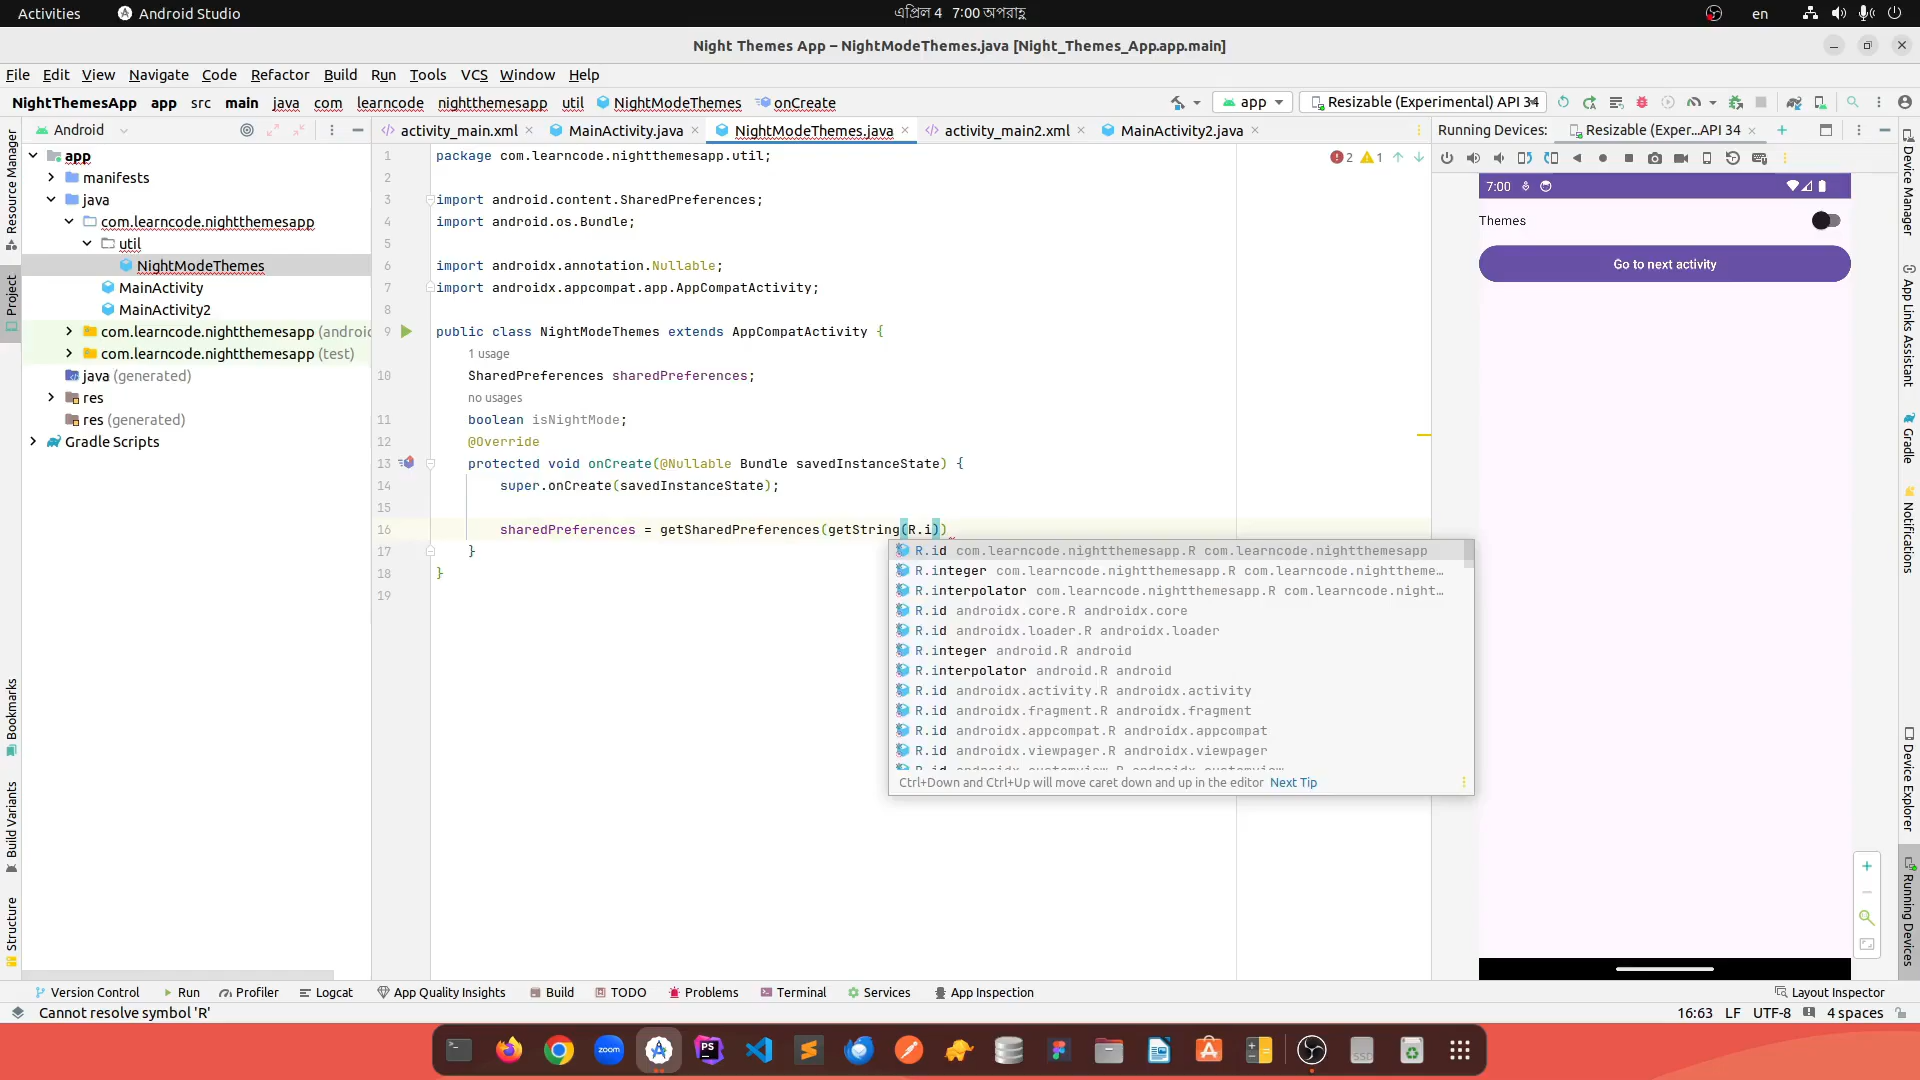 Activities Android Studio এপ্রিল 4 7:00 অপরাহ্ণ en
Night Themes App – NightModeThemes.java [Night_Themes_App.app.main]
File Edit View Navigate Code Refactor Build Run Tools VCS Window Help
NightThemesApp app src main java com learncode nightthemesapp util NightModeThemes onCreate app Resizable (Experimental) API 34
Android activity_main.xml MainActivity.java NightModeThemes.java activity_main2.xml MainActivity2.java Running Devices: Resizable (Exper...API 34
Resource Manager
Project
Bookmarks
Build Variants
Structure
app
manifests
java
com.learncode.nightthemesapp
util
NightModeThemes
MainActivity
MainActivity2
com.learncode.nightthemesapp (androi
com.learncode.nightthemesapp (test)
java (generated)
res
res (generated)
Gradle Scripts
2 1
1 package com.learncode.nightthemesapp.util;
2
3 import android.content.SharedPreferences;
4 import android.os.Bundle;
5
6 import androidx.annotation.Nullable;
7 import androidx.appcompat.app.AppCompatActivity;
8
9 public class NightModeThemes extends AppCompatActivity {
1 usage
10 SharedPreferences sharedPreferences;
no usages
11 boolean isNightMode;
12 @Override
13 protected void onCreate(@Nullable Bundle savedInstanceState) {
14 super.onCreate(savedInstanceState);
15
16 sharedPreferences = getSharedPreferences(getString(R.i))
17 }
18 }
19
R.id com.learncode.nightthemesapp.R com.learncode.nightthemesapp
R.integer com.learncode.nightthemesapp.R com.learncode.nighttheme…
R.interpolator com.learncode.nightthemesapp.R com.learncode.night…
R.id androidx.core.R androidx.core
R.id androidx.loader.R androidx.loader
R.integer android.R android
R.interpolator android.R android
R.id androidx.activity.R androidx.activity
R.id androidx.fragment.R androidx.fragment
R.id androidx.appcompat.R androidx.appcompat
R.id androidx.viewpager.R androidx.viewpager
R.id androidx.customview.R androidx.customview
Ctrl+Down and Ctrl+Up will move caret down and up in the editor Next Tip
7:00
Themes
Go to next activity
Device Manager
App Links Assistant
Gradle
Notifications
Device Explorer
Running Devices
Version Control Run Profiler Logcat App Quality Insights Build TODO Problems Terminal Services App Inspection Layout Inspector
Cannot resolve symbol 'R' 16:63 LF UTF-8 4 spaces
PS
zoom
SSD